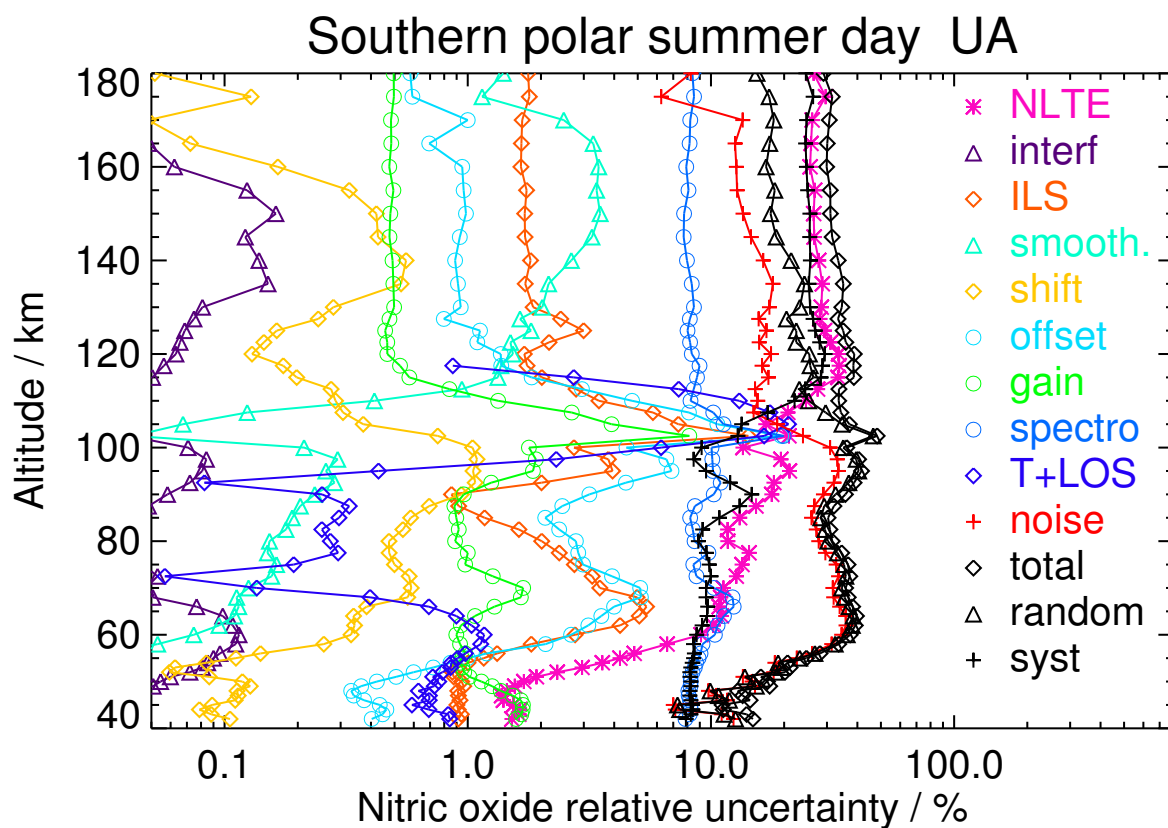 Southern polar summer day UA
Altitude / km
180
160
140
120
100
80
60
40
NLTE
interf
ILS
smooth.
shift
offset
gain
spectro
T+LOS
noise
total
random
syst
0.1
1.0
10.0
100.0
Nitric oxide relative uncertainty / %